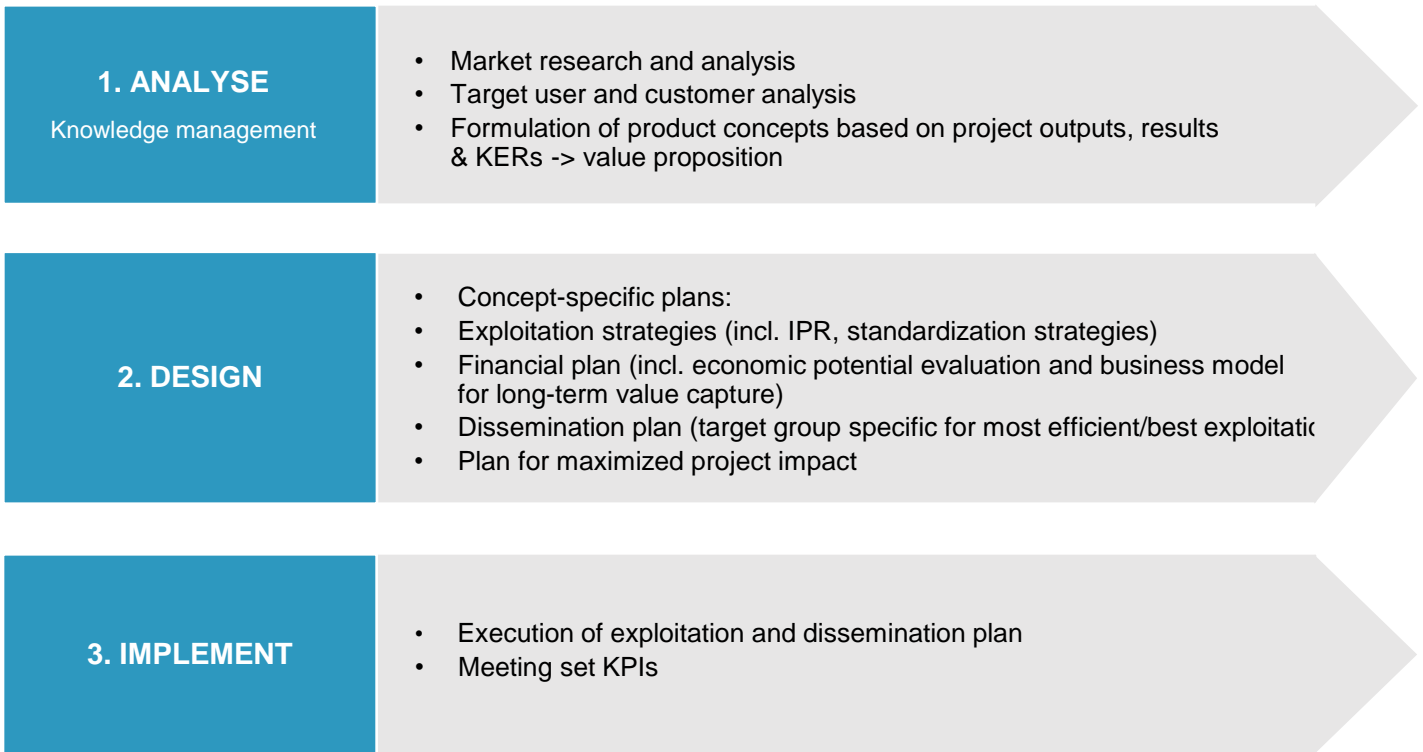 1. ANALYSE
Knowledge management
• Market research and analysis
• Target user and customer analysis
• Formulation of product concepts based on project outputs, results
& KERs -> value proposition
2. DESIGN
• Concept-specific plans:
• Exploitation strategies (incl. IPR, standardization strategies)
• Financial plan (incl. economic potential evaluation and business model
for long-term value capture)
• Dissemination plan (target group specific for most efficient/best
• Plan for maximized project impact
3. IMPLEMENT
• Execution of exploitation and dissemination plan
• Meeting set KPIs